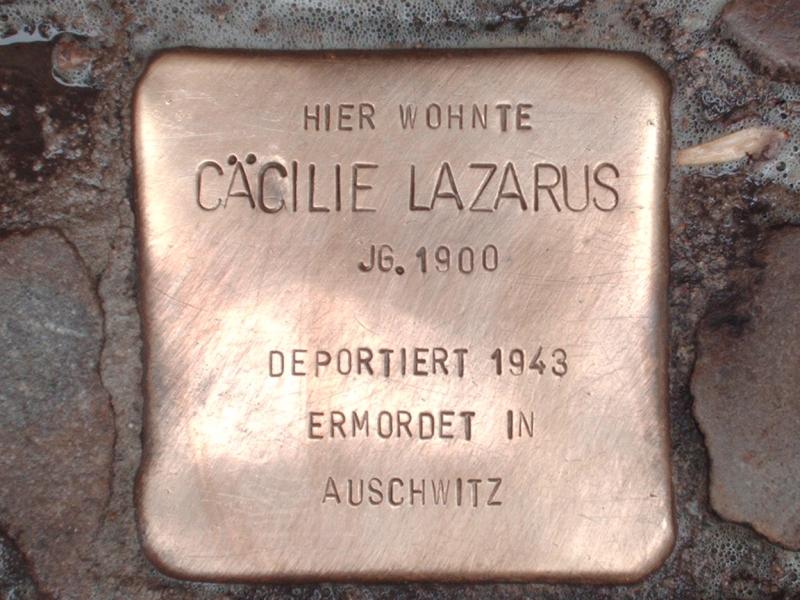 HIER WOHNTE
CÄCILIE LAZARUS
JG. 1900
DEPORTIERT 1943
ERMORDET IN
AUSCHWITZ